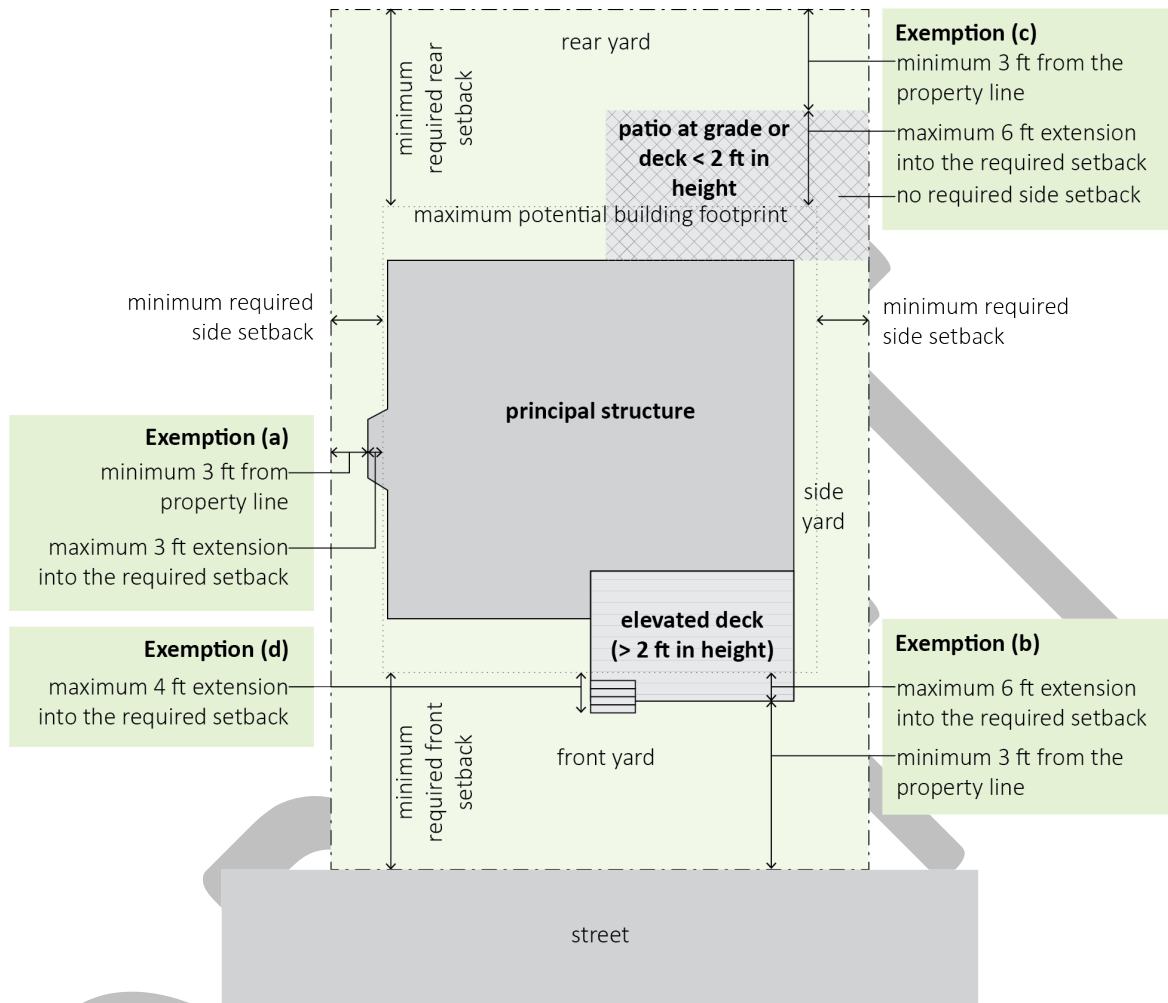 rear yard
minimum
required rear
setback
Exemption (c)
minimum 3 ft from the
property line
maximum 6 ft extension
into the required setback
no required side setback
patio at grade or
deck < 2 ft in
height
maximum potential building footprint
minimum required
side setback
minimum required
side setback
principal structure
Exemption (a)
minimum 3 ft from
property line
maximum 3 ft extension
into the required setback
side
yard
elevated deck
(> 2 ft in height)
Exemption (d)
maximum 4 ft extension
into the required setback
Exemption (b)
maximum 6 ft extension
into the required setback
minimum 3 ft from the
property line
minimum
required front
setback
front yard
street